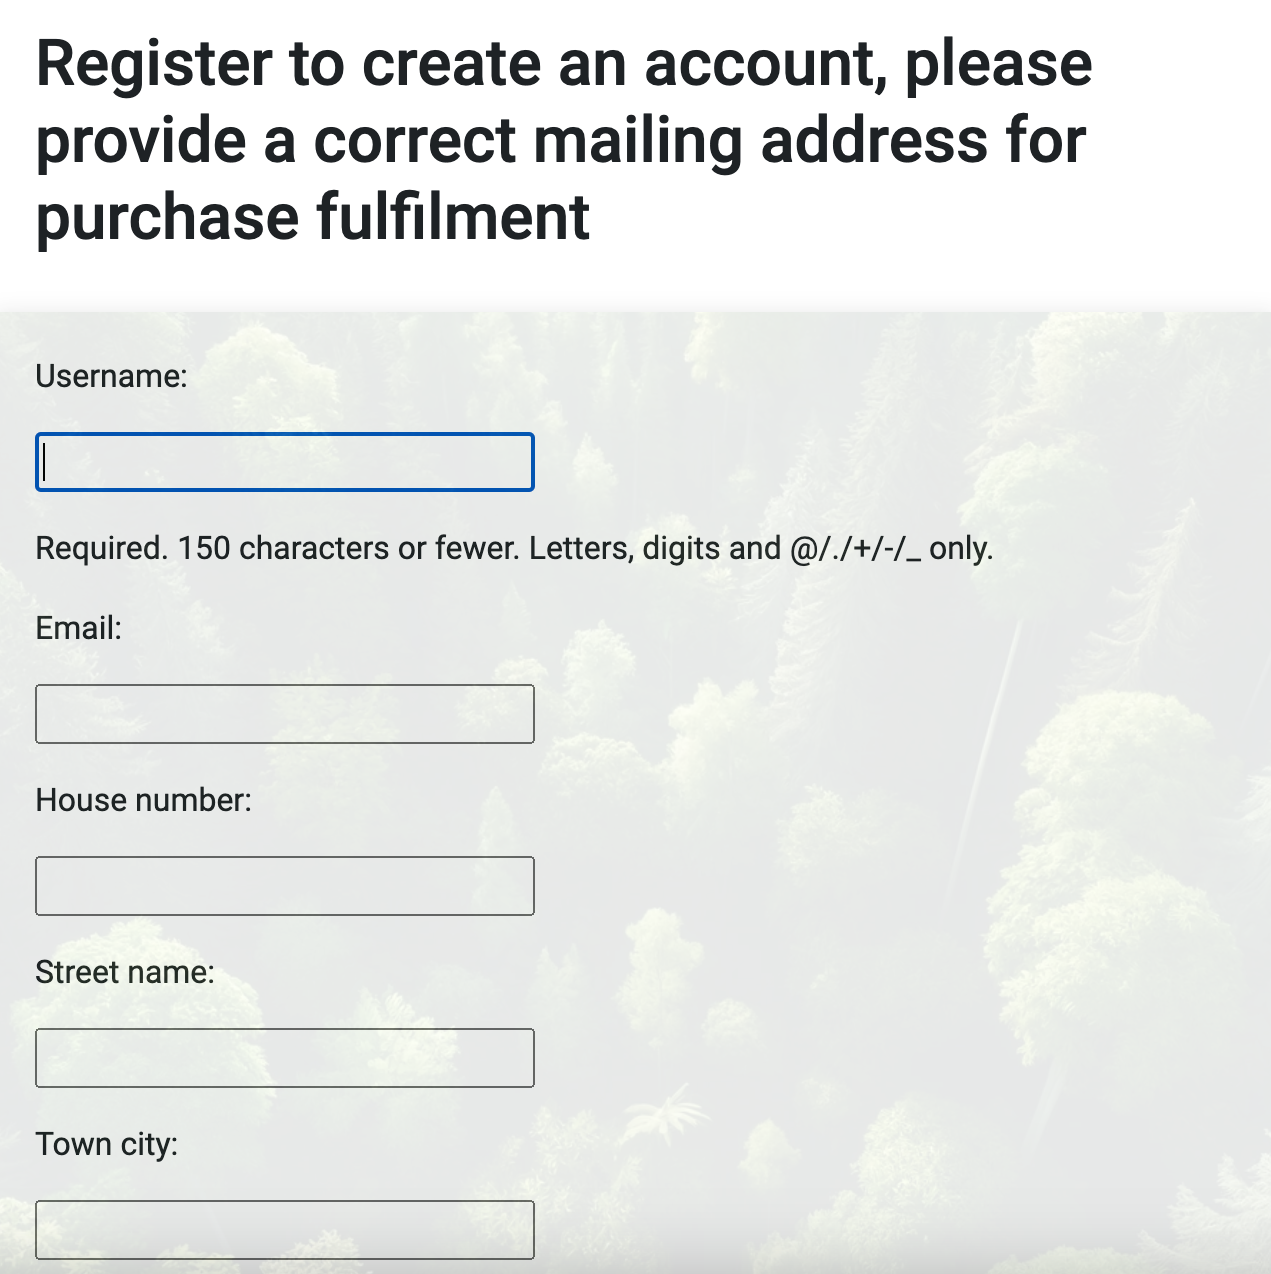 Register to create an account, please
provide a correct mailing address for
purchase fulfilment
Username:
Required. 150 characters or fewer. Letters, digits and @/./+/-/_ only.
Email:
House number:
Street name:
Town city: